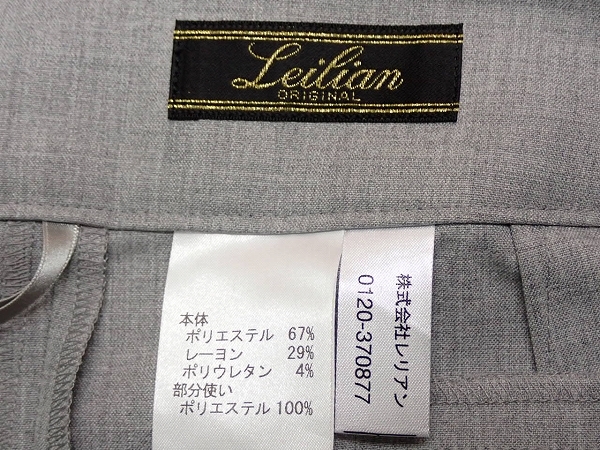 Leilian
ORIGINAL
本体
ポリエステル 67%
レーヨン 29%
ポリウレタン 4%
部分使い
ポリエステル 100%
株式会社レリアン
0120-370877